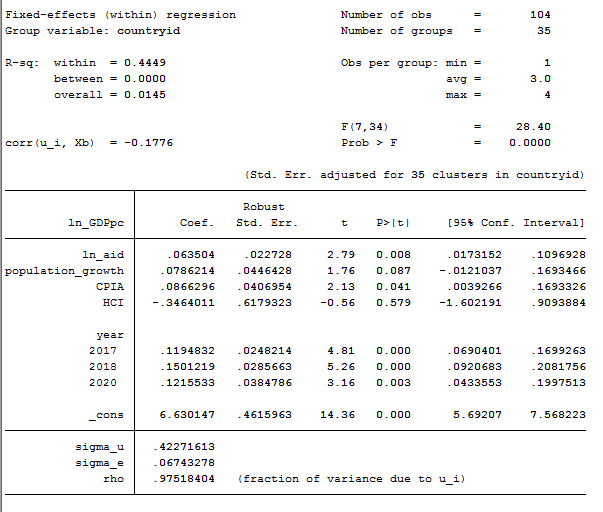 Fixed-effects (within) regression Number of obs = 104
Group variable: countryid Number of groups = 35
R-sq: within = 0.4449 Obs per group: min = 1
between = 0.0000 avg = 3.0
overall = 0.0145 max = 4
F(7,34) = 28.40
corr(u_i, Xb) = -0.1776 Prob > F = 0.0000
(Std. Err. adjusted for 35 clusters in countryid)
Robust
ln_GDPpc Coef. Std. Err. t P>|t| [95% Conf. Interval]
ln_aid .063504 .022728 2.79 0.008 .0173152 .1096928
population_growth .0786214 .0446428 1.76 0.087 -.0121037 .1693466
CPIA .0866296 .0406954 2.13 0.041 .0039266 .1693326
HCI -.3464011 .6179323 -0.56 0.579 -1.602191 .9093884
year
2017 .1194832 .0248214 4.81 0.000 .0690401 .1699263
2018 .1501219 .0285663 5.26 0.000 .0920683 .2081756
2020 .1215533 .0384786 3.16 0.003 .0433553 .1997513
_cons 6.630147 .4615963 14.36 0.000 5.69207 7.568223
sigma_u .42271613
sigma_e .06743278
rho .97518404 (fraction of variance due to u_i)